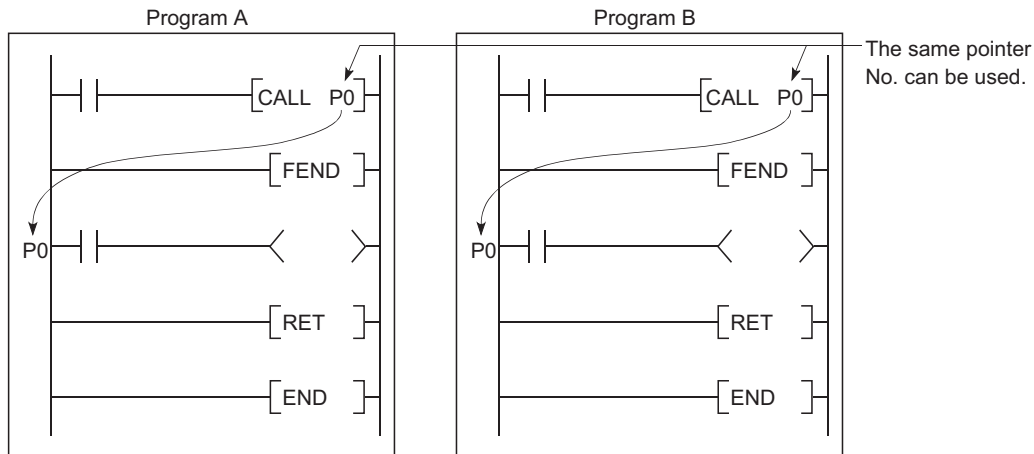 Program A
Program B
The same pointer
No. can be used.
CALL P0
FEND
P0
RET
END
CALL P0
FEND
P0
RET
END